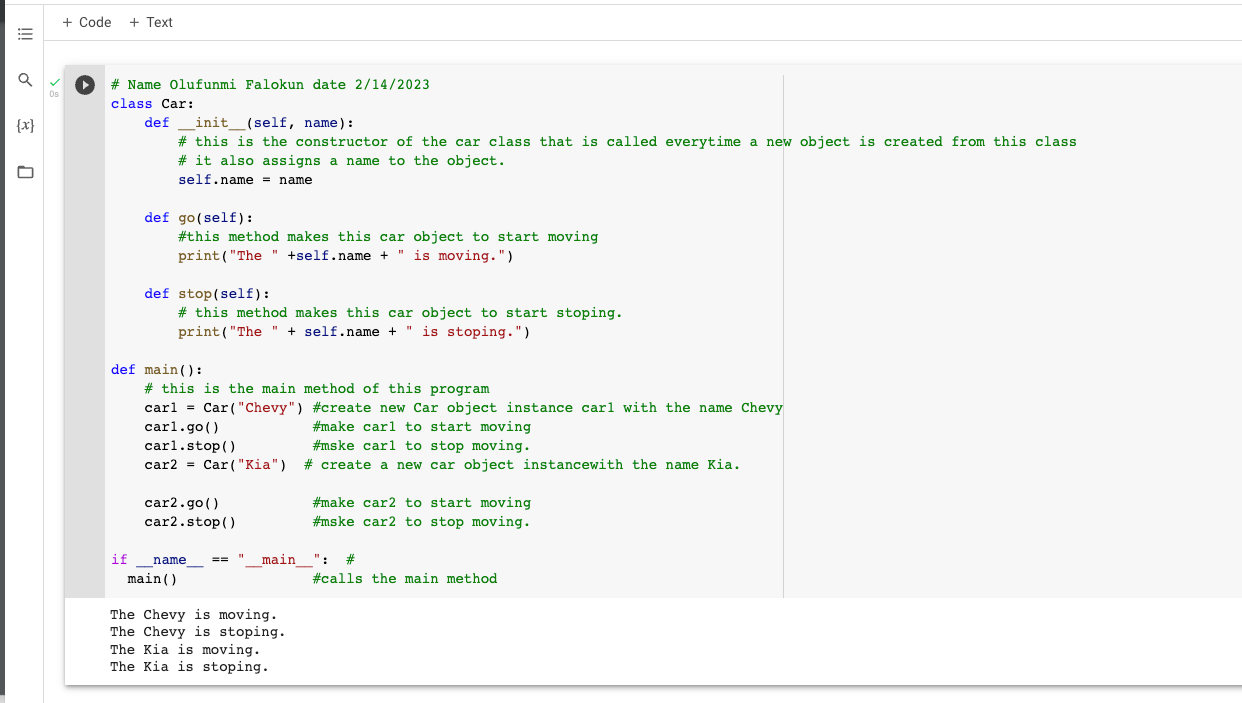 + Code + Text
{x}
0s
# Name Olufunmi Falokun date 2/14/2023
class Car:
    def __init__(self, name):
        # this is the constructor of the car class that is called everytime a new object is created from this class
        # it also assigns a name to the object.
        self.name = name
    def go(self):
        #this method makes this car object to start moving
        print("The " +self.name + " is moving.")
    def stop(self):
        # this method makes this car object to start stoping.
        print("The " + self.name + " is stoping.")
def main():
    # this is the main method of this program
    car1 = Car("Chevy") #create new Car object instance car1 with the name Chevy
    car1.go()           #make car1 to start moving
    car1.stop()         #mske car1 to stop moving.
    car2 = Car("Kia")  # create a new car object instancewith the name Kia.
    car2.go()           #make car2 to start moving
    car2.stop()         #mske car2 to stop moving.
if __name__ == "__main__":  #
  main()                #calls the main method
The Chevy is moving.
The Chevy is stoping.
The Kia is moving.
The Kia is stoping.